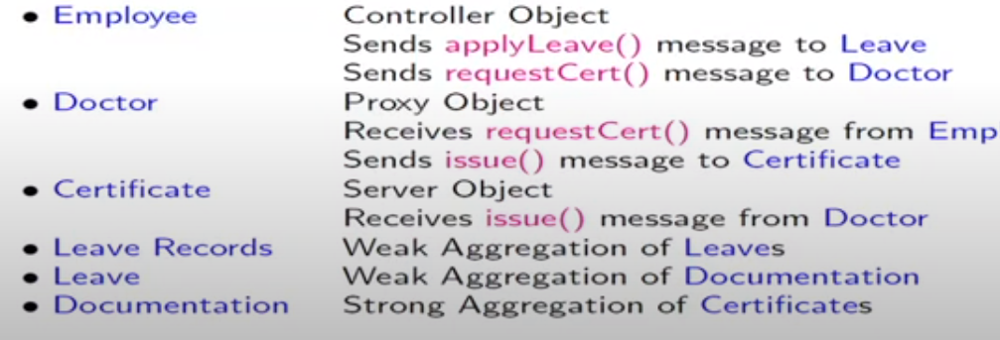 • Employee Controller Object
Sends applyLeave() message to Leave
Sends requestCert() message to Doctor
• Doctor Proxy Object
Receives requestCert() message from Emp
Sends issue() message to Certificate
• Certificate Server Object
Receives issue() message from Doctor
• Leave Records Weak Aggregation of Leaves
• Leave Weak Aggregation of Documentation
• Documentation Strong Aggregation of Certificates